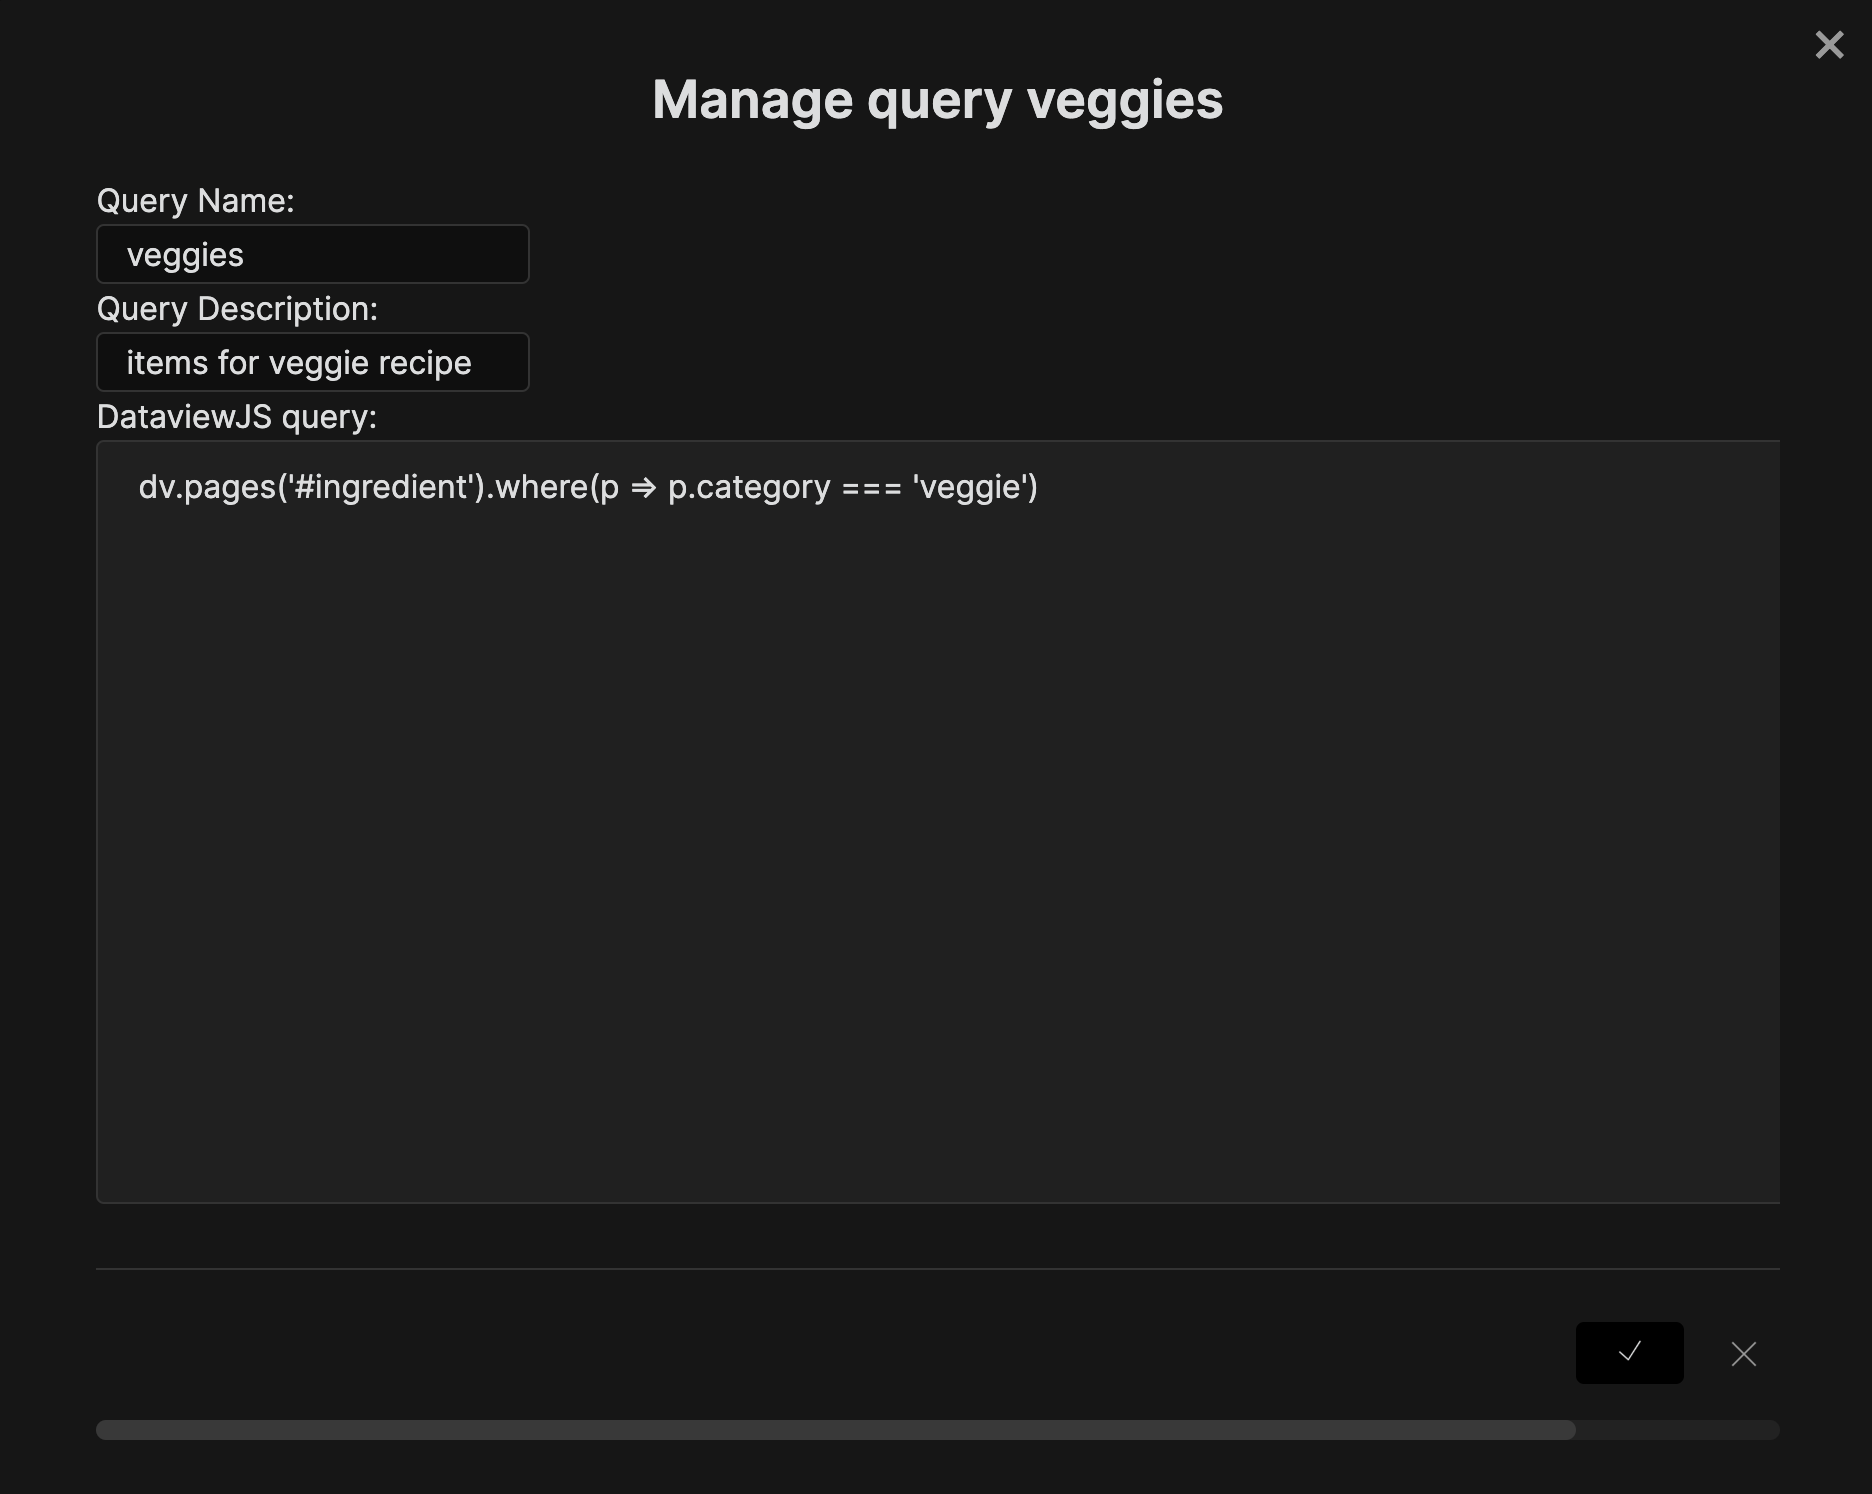 Manage query veggies
Query Name:
veggies
Query Description:
items for veggie recipe
DataviewJS query:
dv.pages('#ingredient').where(p => p.category === 'veggie')